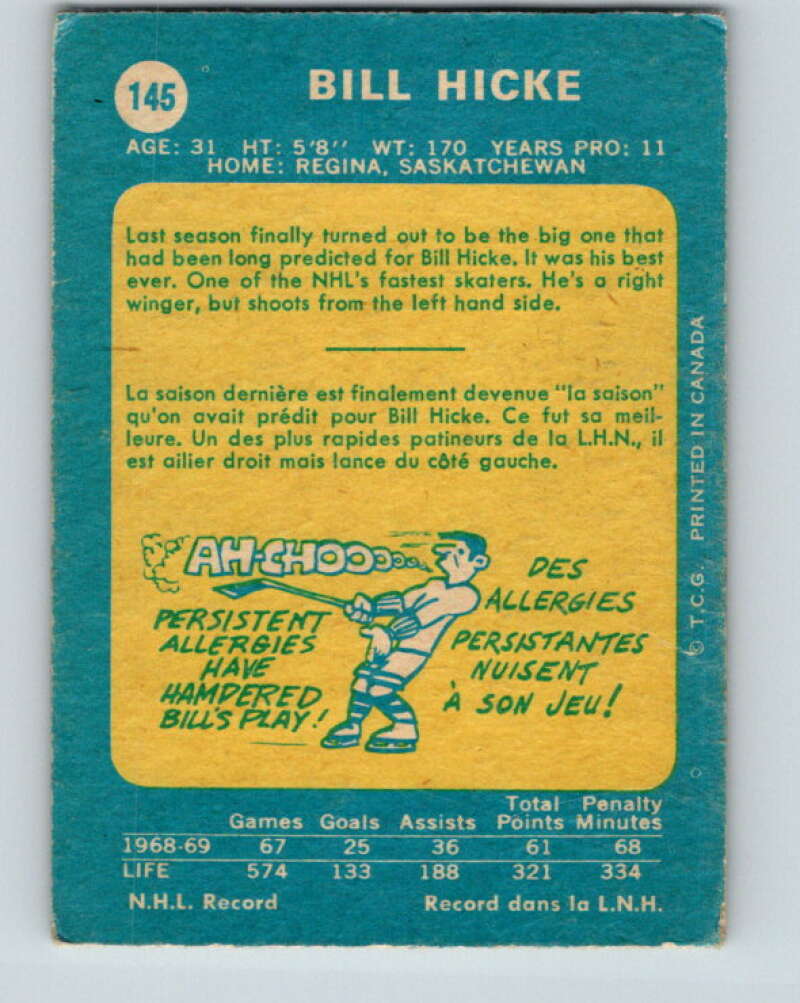 145
BILL HICKE
AGE: 31 HT: 5'8'' WT: 170 YEARS PRO: 11
HOME: REGINA, SASKATCHEWAN
Last season finally turned out to be the big one that
had been long predicted for Bill Hicke. It was his best
ever. One of the NHL's fastest skaters. He's a right
winger, but shoots from the left hand side.
La saison dernière est finalement devenue "la saison"
qu'on avait prédit pour Bill Hicke. Ce fut sa meil-
leure. Un des plus rapides patineurs de la L.H.N., il
est ailier droit mais lance du côté gauche.
AH-CHOOOOOOO
PERSISTENT
ALLERGIES
HAVE
HAMPERED
BILL'S PLAY!
DES
ALLERGIES
PERSISTANTES
NUISENT
À SON JEU!
© T.C.G. PRINTED IN CANADA
Games Goals Assists Total Points Penalty Minutes
1968-69 67 25 36 61 68
LIFE 574 133 188 321 334
N.H.L. Record Record dans la L.N.H.